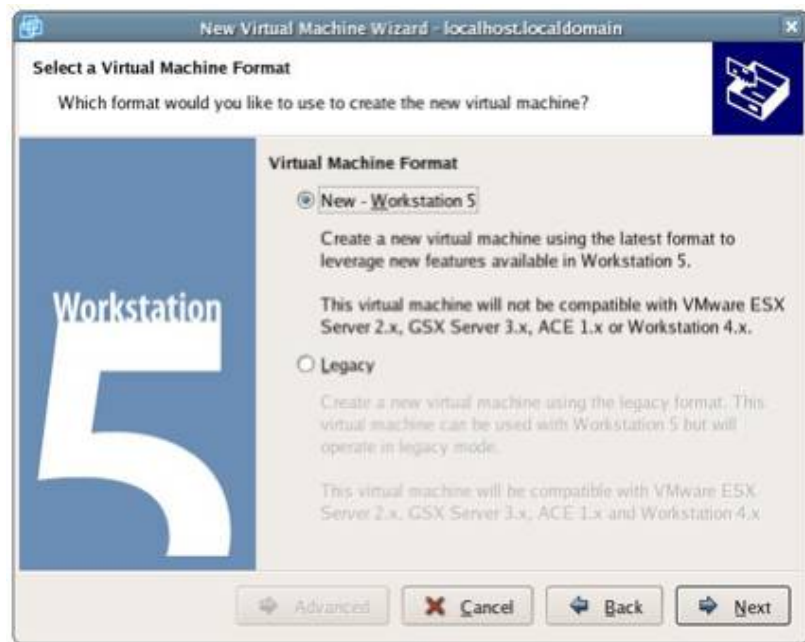 New Virtual Machine Wizard - localhost.localdomain
Select a Virtual Machine Format
Which format would you like to use to create the new virtual machine?
Virtual Machine Format
New - Workstation 5
Create a new virtual machine using the latest format to
leverage new features available in Workstation 5.
This virtual machine will not be compatible with VMware ESX
Server 2.x, GSX Server 3.x, ACE 1.x or Workstation 4.x.
Legacy
Create a new virtual machine using the legacy format. This
virtual machine can be used with Workstation 5 but will
operate in legacy mode.
This virtual machine will be compatible with VMware ESX
Server 2.x, GSX Server 3.x, ACE 1.x and Workstation 4.x
Workstation
5
Advanced
Cancel
Back
Next